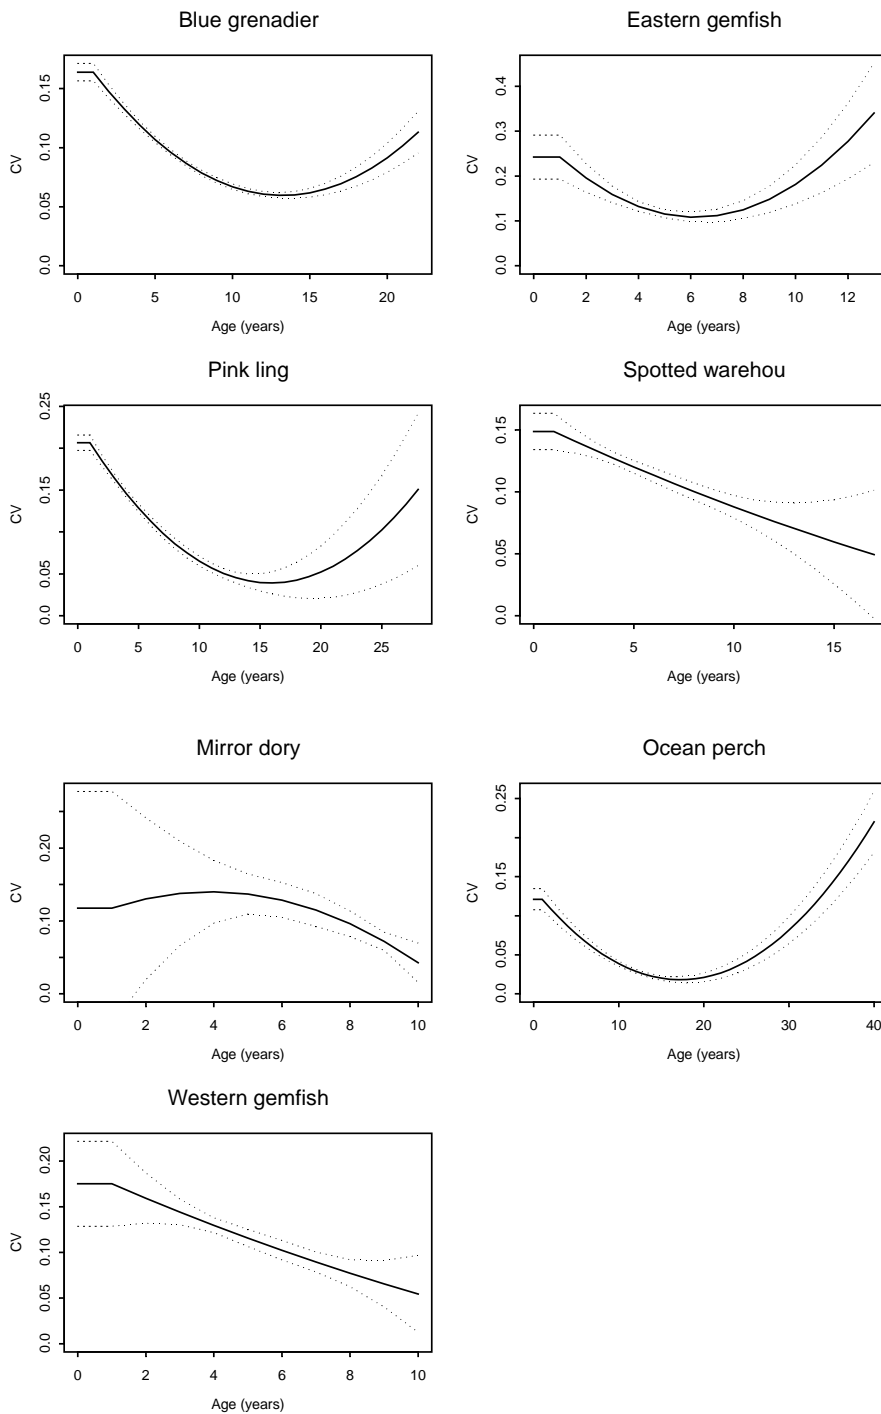 Blue grenadier
CV
0.0 0.05 0.15
0 5 10 15 20
Age (years)
Eastern gemfish
CV
0.0 0.1 0.2 0.3 0.4
0 2 4 6 8 10 12
Age (years)
Pink ling
CV
0.0 0.05 0.15 0.25
0 5 10 15 20 25
Age (years)
Spotted warehou
CV
0.0 0.05 0.10 0.15
0 5 10 15
Age (years)
Mirror dory
CV
0.0 0.10 0.20
0 2 4 6 8 10
Age (years)
Ocean perch
CV
0.0 0.05 0.15 0.25
0 10 20 30 40
Age (years)
Western gemfish
CV
0.0 0.05 0.10 0.15 0.20
0 2 4 6 8 10
Age (years)